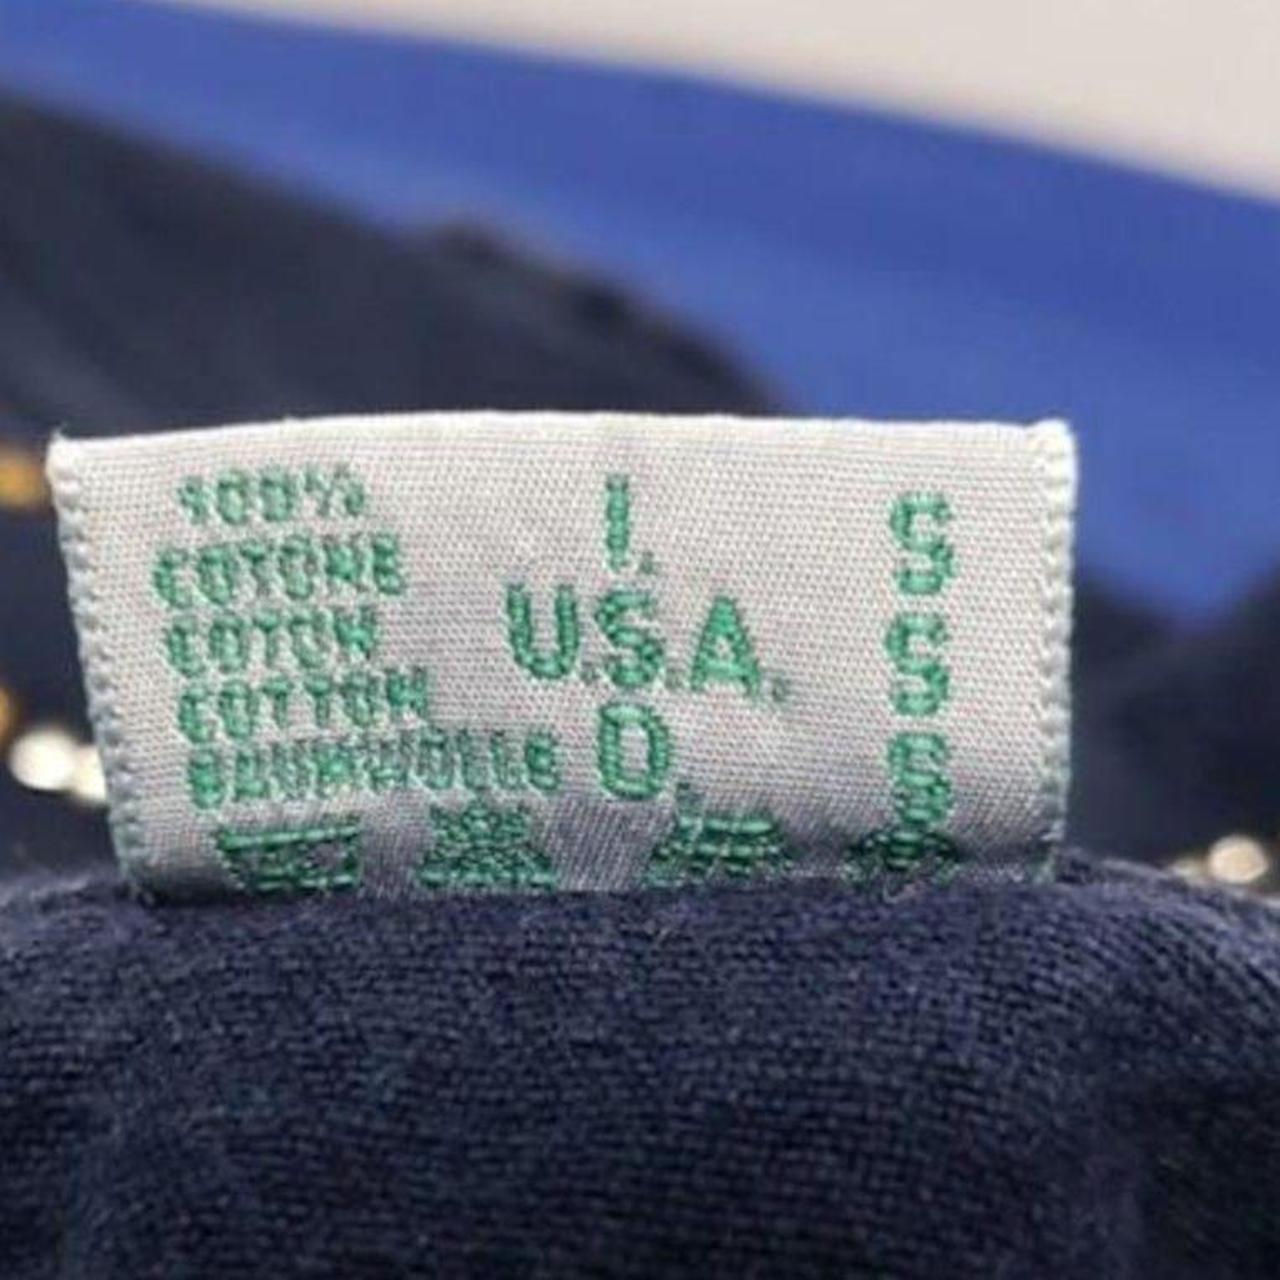 100%
COTONE
COTON
COTTON
BAUMWOLLE
I. S
U.S.A. S
D. S